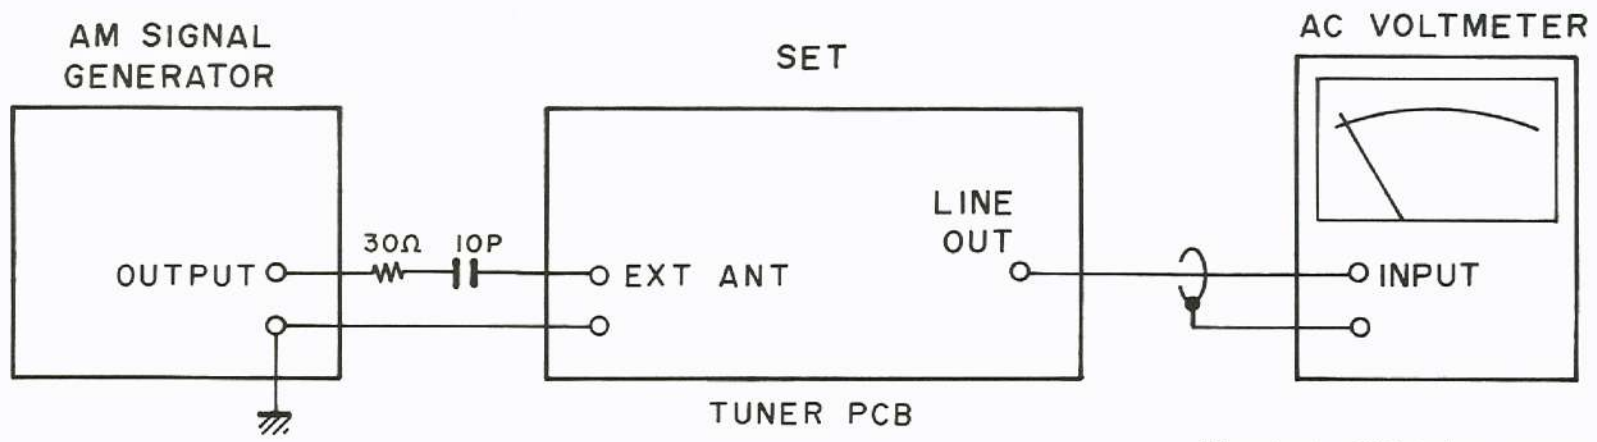 AM SIGNAL
GENERATOR
SET
AC VOLTMETER
LINE
OUT
30Ω
10P
OUTPUT
EXT ANT
INPUT
TUNER PCB